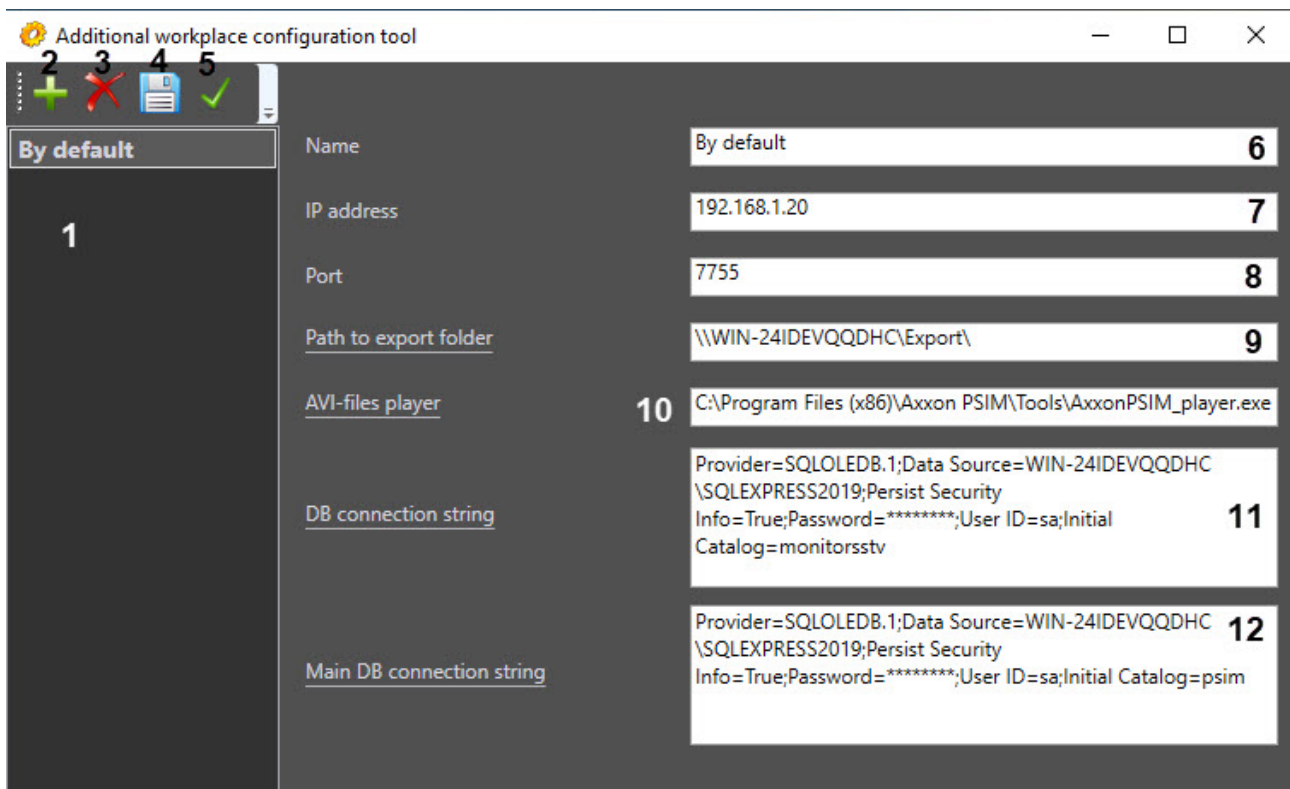 Additional workplace configuration tool
2 3 4 5
By default
1
Name
By default
6
IP address
192.168.1.20
7
Port
7755
8
Path to export folder
\\WIN-24IDEVQQDHC\Export\
9
AVI-files player
10
C:\Program Files (x86)\Axxon PSIM\Tools\AxxonPSIM_player.exe
DB connection string
Provider=SQLOLEDB.1;Data Source=WIN-24IDEVQQDHC
\SQLEXPRESS2019;Persist Security
Info=True;Password=********;User ID=sa;Initial
Catalog=monitorsstv
11
Main DB connection string
Provider=SQLOLEDB.1;Data Source=WIN-24IDEVQQDHC
\SQLEXPRESS2019;Persist Security
Info=True;Password=********;User ID=sa;Initial Catalog=psim
12